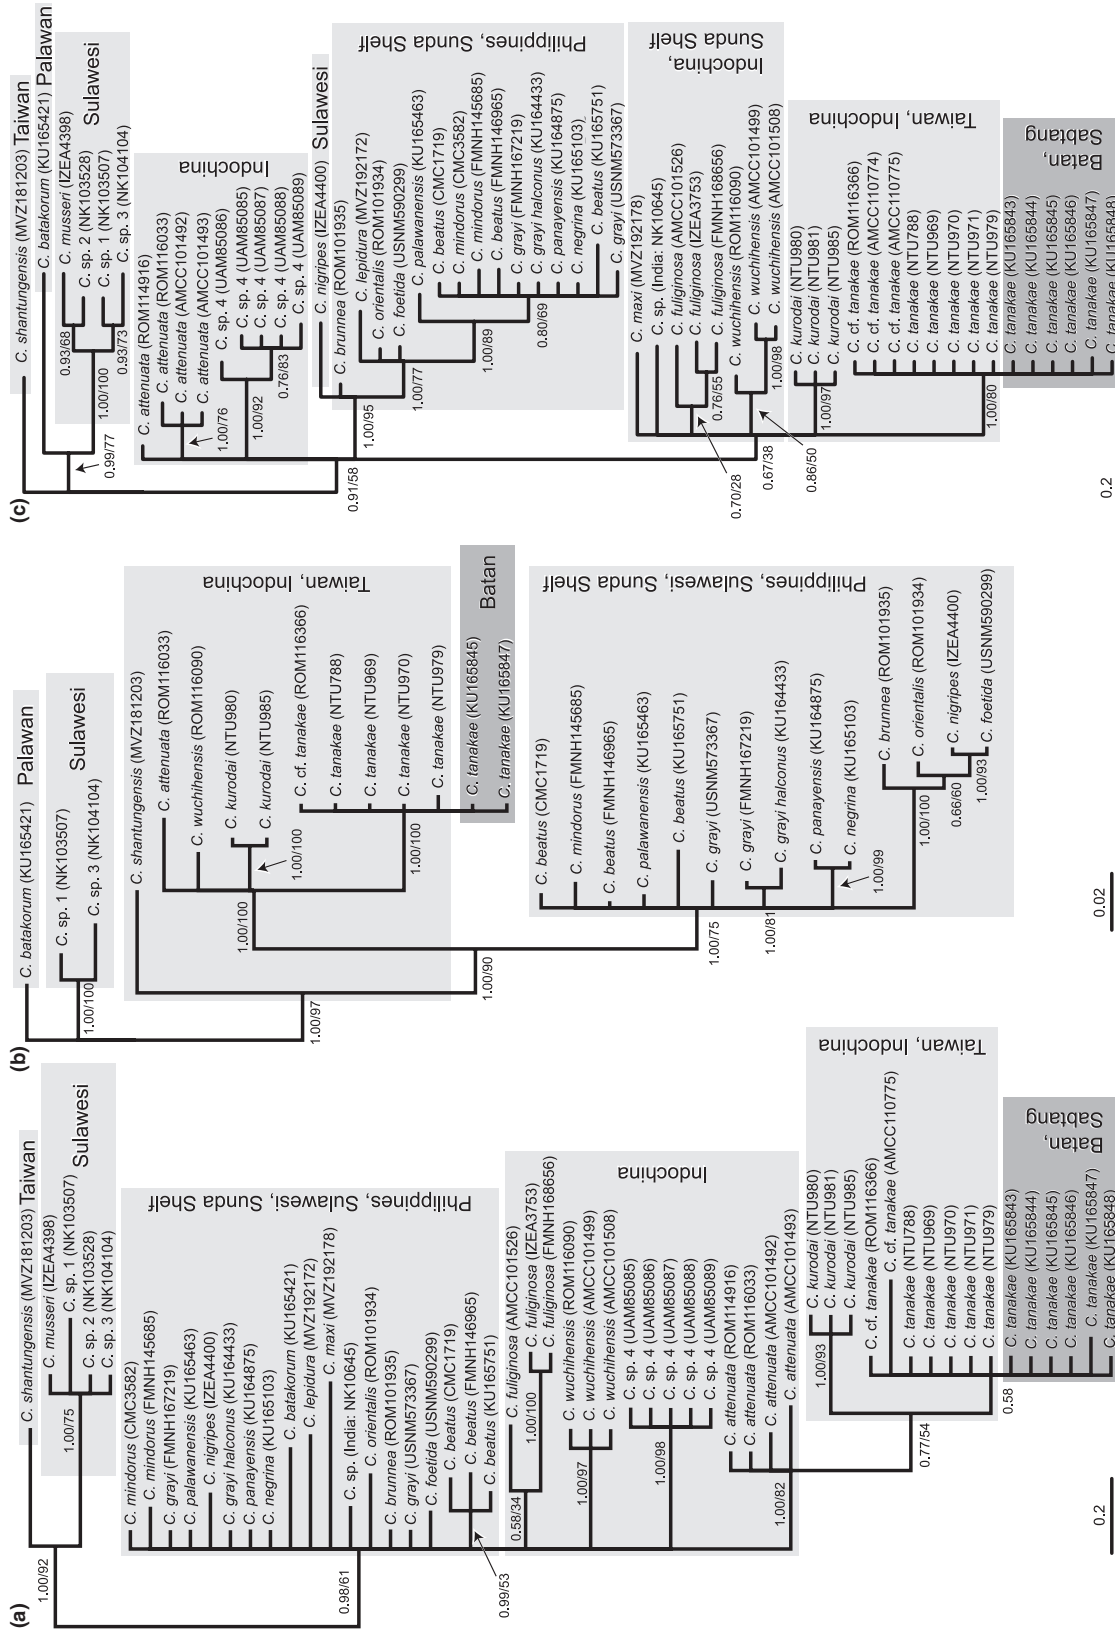 (a)
C. shantungensis (MVZ181203)
Taiwan
C. musseri (IZEA4398)
C. sp. 1 (NK103507)
C. sp. 2 (NK103528)
C. sp. 3 (NK104104)
Sulawesi
C. mindorus (CMC3582)
C. mindorus (FMNH145685)
C. grayi (FMNH167219)
C. palawanensis (KU165463)
C. nigripes (IZEA4400)
C. grayi halconus (KU164433)
C. panayensis (KU164875)
C. negrina (KU165103)
C. batakorum (KU165421)
C. lepidura (MVZ192172)
C. maxi (MVZ192178)
C. sp. (India: NK10645)
C. orientalis (ROM101934)
C. brunnea (ROM101935)
C. grayi (USNM573367)
C. foetida (USNM590299)
C. beatus (CMC1719)
C. beatus (FMNH146965)
C. beatus (KU165751)
Philippines, Sulawesi, Sunda Shelf
C. fuliginosa (AMCC101526)
C. fuliginosa (IZEA3753)
C. fuliginosa (FMNH168656)
C. wuchihensis (ROM116090)
C. wuchihensis (AMCC101499)
C. wuchihensis (AMCC101508)
C. sp. 4 (UAM85085)
C. sp. 4 (UAM85086)
C. sp. 4 (UAM85087)
C. sp. 4 (UAM85088)
C. sp. 4 (UAM85089)
C. attenuata (ROM114916)
C. attenuata (ROM116033)
C. attenuata (AMCC101492)
C. attenuata (AMCC101493)
Indochina
C. kurodai (NTU980)
C. kurodai (NTU981)
C. kurodai (NTU985)
C. cf. tanakae (ROM116366)
C. cf. tanakae (AMCC110775)
C. tanakae (NTU788)
C. tanakae (NTU969)
C. tanakae (NTU970)
C. tanakae (NTU971)
C. tanakae (NTU979)
Taiwan, Indochina
C. tanakae (KU165843)
C. tanakae (KU165844)
C. tanakae (KU165845)
C. tanakae (KU165846)
C. tanakae (KU165847)
C. tanakae (KU165848)
Batan,
Sabtang
1.00/92
1.00/75
0.98/61
0.99/53
0.58/34
1.00/100
1.00/97
1.00/98
1.00/82
1.00/93
0.77/54
0.58
0.2
(b)
C. batakorum (KU165421)
Palawan
C. sp. 1 (NK103507)
C. sp. 3 (NK104104)
Sulawesi
C. shantungensis (MVZ181203)
C. attenuata (ROM116033)
C. wuchihensis (ROM116090)
C. kurodai (NTU980)
C. kurodai (NTU985)
C. cf. tanakae (ROM116366)
C. tanakae (NTU788)
C. tanakae (NTU969)
C. tanakae (NTU970)
C. tanakae (NTU979)
Taiwan, Indochina
C. tanakae (KU165845)
C. tanakae (KU165847)
Batan
C. beatus (CMC1719)
C. mindorus (FMNH145685)
C. beatus (FMNH146965)
C. palawanensis (KU165463)
C. beatus (KU165751)
C. grayi (USNM573367)
C. grayi (FMNH167219)
C. grayi halconus (KU164433)
C. panayensis (KU164875)
C. negrina (KU165103)
C. brunnea (ROM101935)
C. orientalis (ROM101934)
C. nigripes (IZEA4400)
C. foetida (USNM590299)
Philippines, Sulawesi, Sunda Shelf
1.00/100
1.00/97
1.00/100
1.00/100
1.00/100
1.00/90
1.00/75
1.00/81
1.00/99
1.00/100
0.66/60
1.00/93
0.02
(c)
C. shantungensis (MVZ181203)
Taiwan
C. batakorum (KU165421)
Palawan
C. musseri (IZEA4398)
C. sp. 2 (NK103528)
C. sp. 1 (NK103507)
C. sp. 3 (NK104104)
Sulawesi
C. attenuata (ROM114916)
C. attenuata (ROM116033)
C. attenuata (AMCC101492)
C. attenuata (AMCC101493)
C. sp. 4 (UAM85086)
C. sp. 4 (UAM85085)
C. sp. 4 (UAM85087)
C. sp. 4 (UAM85088)
C. sp. 4 (UAM85089)
Indochina
C. nigripes (IZEA4400)
Sulawesi
C. brunnea (ROM101935)
C. lepidura (MVZ192172)
C. orientalis (ROM101934)
C. foetida (USNM590299)
C. palawanensis (KU165463)
C. beatus (CMC1719)
C. mindorus (CMC3582)
C. mindorus (FMNH145685)
C. beatus (FMNH146965)
C. grayi (FMNH167219)
C. grayi halconus (KU164433)
C. panayensis (KU164875)
C. negrina (KU165103)
C. beatus (KU165751)
C. grayi (USNM573367)
Philippines, Sunda Shelf
C. maxi (MVZ192178)
C. sp. (India: NK10645)
C. fuliginosa (AMCC101526)
C. fuliginosa (IZEA3753)
C. fuliginosa (FMNH168656)
C. wuchihensis (ROM116090)
C. wuchihensis (AMCC101499)
C. wuchihensis (AMCC101508)
Indochina,
Sunda Shelf
C. kurodai (NTU980)
C. kurodai (NTU981)
C. kurodai (NTU985)
C. cf. tanakae (ROM116366)
C. cf. tanakae (AMCC110774)
C. cf. tanakae (AMCC110775)
C. tanakae (NTU788)
C. tanakae (NTU969)
C. tanakae (NTU970)
C. tanakae (NTU971)
C. tanakae (NTU979)
Taiwan, Indochina
C. tanakae (KU165843)
C. tanakae (KU165844)
C. tanakae (KU165845)
C. tanakae (KU165846)
C. tanakae (KU165847)
C. tanakae (KU165848)
Batan,
Sabtang
0.93/68
1.00/100
0.93/73
0.99/77
1.00/76
1.00/92
0.76/83
0.91/58
1.00/95
1.00/77
1.00/89
0.80/69
0.70/28
0.76/55
0.67/38
1.00/98
0.86/50
1.00/97
1.00/80
0.2